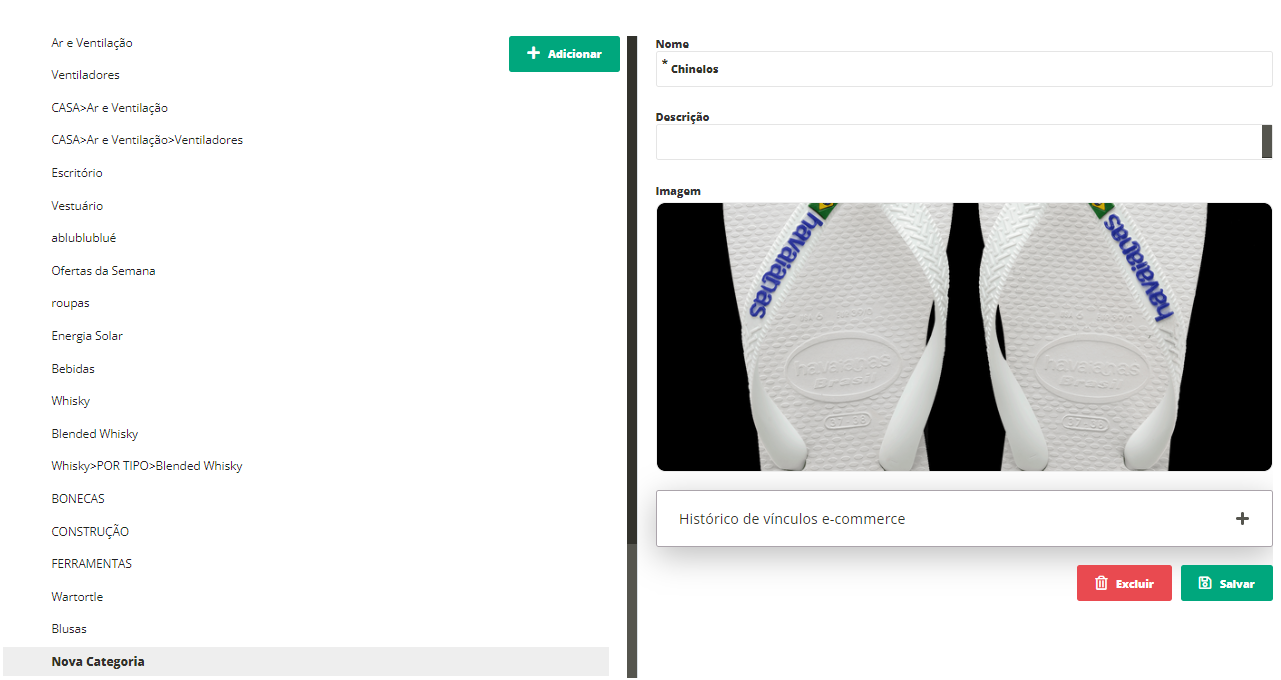 Ar e Ventilação
Ventiladores
CASA>Ar e Ventilação
CASA>Ar e Ventilação>Ventiladores
Escritório
Vestuário
ablublublué
Ofertas da Semana
roupas
Energia Solar
Bebidas
Whisky
Blended Whisky
Whisky>POR TIPO>Blended Whisky
BONECAS
CONSTRUÇÃO
FERRAMENTAS
Wartortle
Blusas
Nova Categoria
Adicionar
Nome
* Chinelos
Descrição
Imagem
havaianas
havaianas
havaianas
Brasil
havaianas
Brasil
Histórico de vínculos e-commerce
Excluir
Salvar